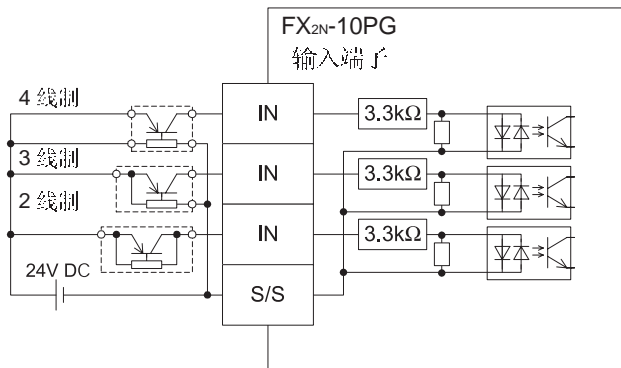 FX2N-10PG
输入端子
4 线制
IN
3.3kΩ
3 线制
IN
3.3kΩ
2 线制
IN
3.3kΩ
24V DC
S/S